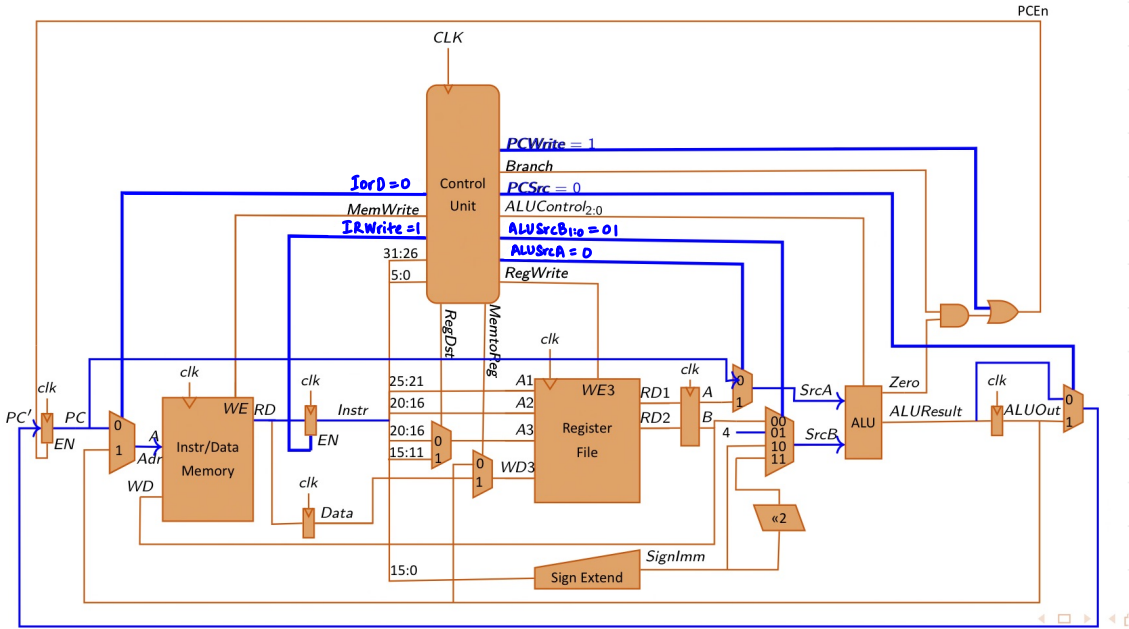 PCEn
CLK
PCWrite = 1
Branch
IorD = 0
Control
Unit
PCSrc = 0
MemWrite
ALUControl2:0
IRWrite = 1
ALUSrcB1:0 = 01
31:26
ALUSrcA = 0
5:0
RegWrite
RegDst
MemtoReg
clk
clk
clk
clk
clk
clk
PC′
PC
EN
0
1
A
Adr
WD
WE
RD
Instr/Data
Memory
EN
Instr
25:21
20:16
20:16
15:11
0
1
0
1
A1
A2
A3
WD3
WE3
Register
File
RD1
RD2
A
B
0
1
4
00
01
10
11
SrcA
SrcB
ALU
Zero
ALUResult
ALUOut
0
1
clk
Data
«2
SignImm
15:0
Sign Extend